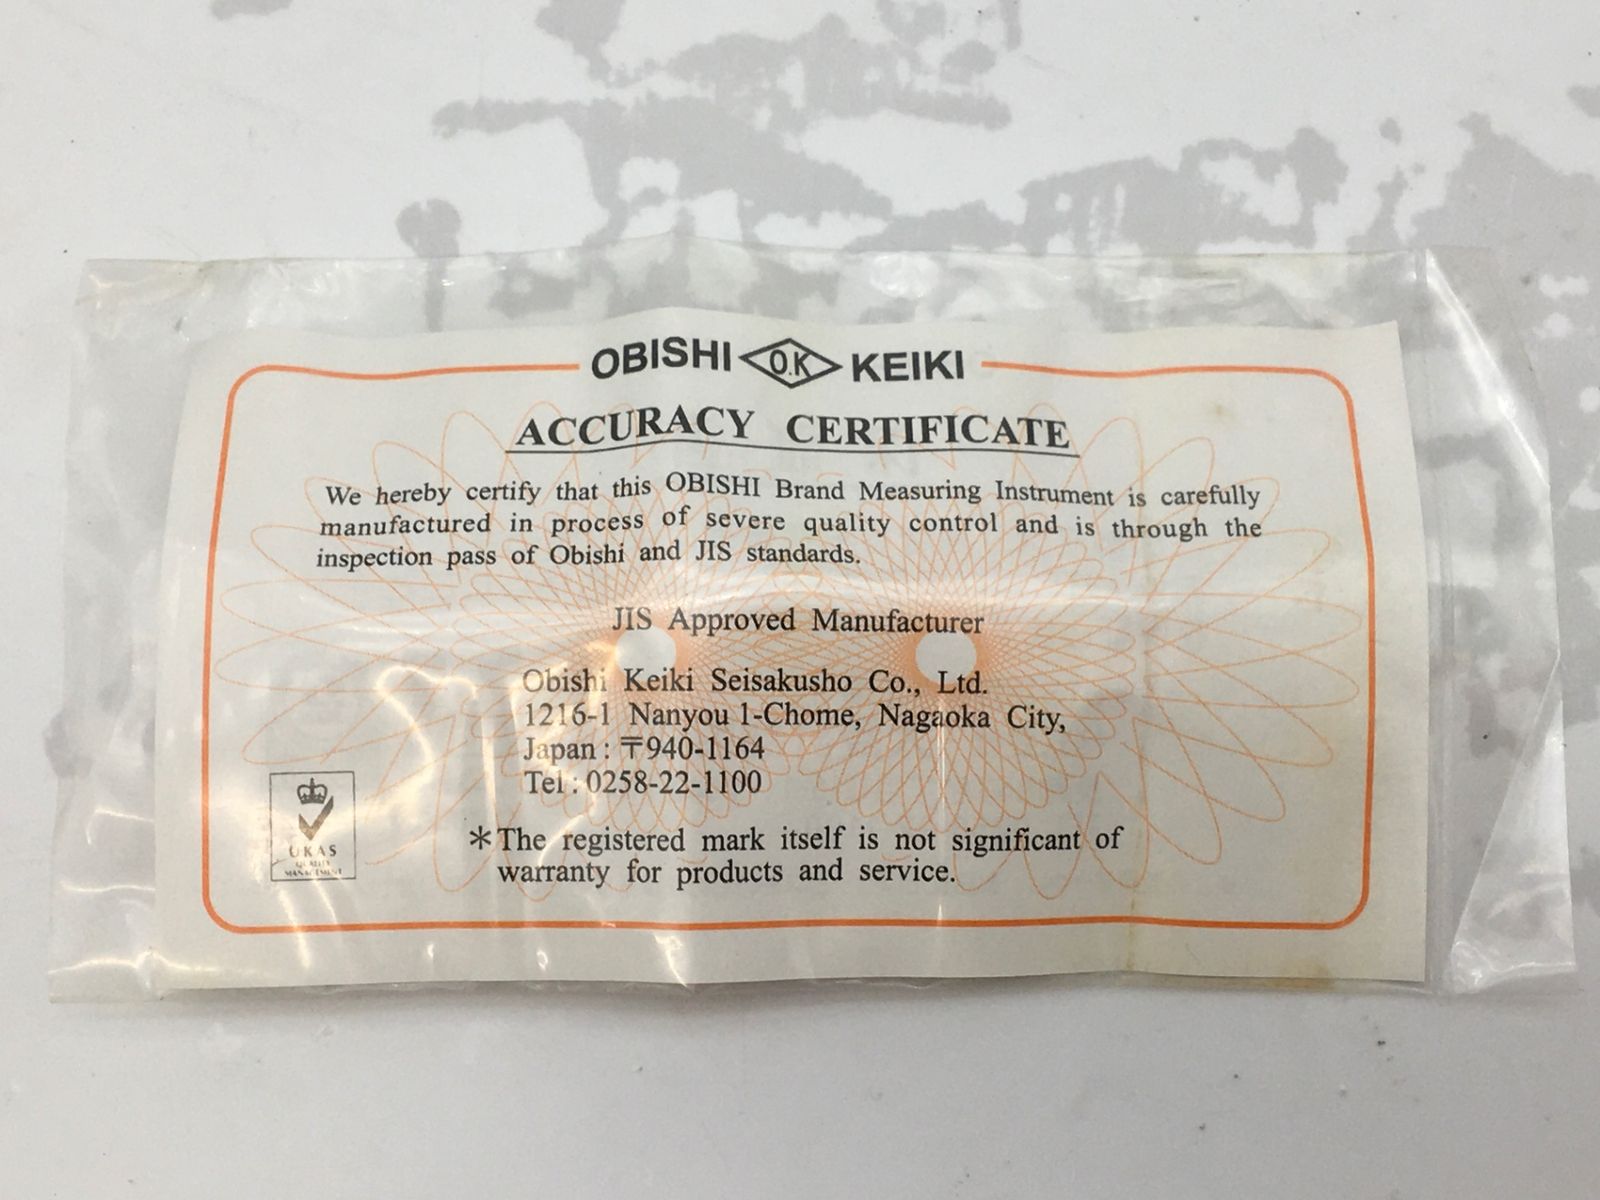 OBISHI O.K KEIKI
ACCURACY CERTIFICATE
We hereby certify that this OBISHI Brand Measuring Instrument is carefully
manufactured in process of severe quality control and is through the
inspection pass of Obishi and JIS standards.
JIS Approved Manufacturer
Obishi Keiki Seisakusho Co., Ltd.
1216-1 Nanyou 1-Chome, Nagaoka City,
Japan : 〒940-1164
Tel : 0258-22-1100
UKAS
QUALITY
MANAGEMENT
*The registered mark itself is not significant of
warranty for products and service.